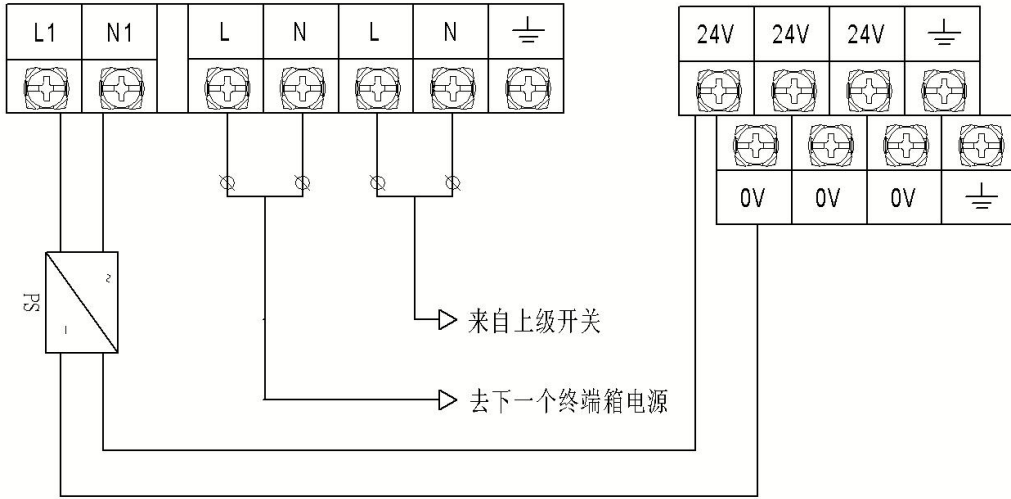 L1 N1 L N L N
24V 24V 24V
0V 0V 0V
PS
~
—
来自上级开关
去下一个终端箱电源